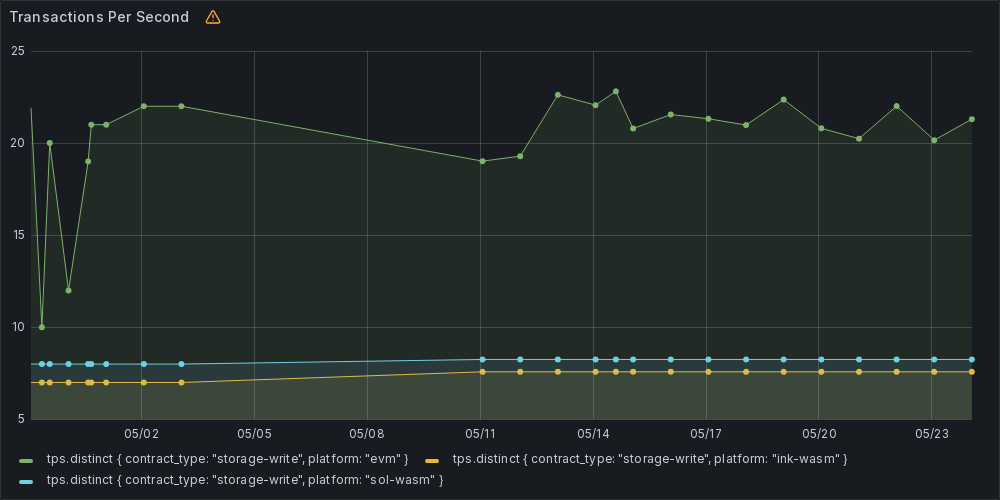 Transactions Per Second
25
20
15
10
5
05/02 05/05 05/08 05/11 05/14 05/17 05/20 05/23
tps.distinct { contract_type: "storage-write", platform: "evm" } tps.distinct { contract_type: "storage-write", platform: "ink-wasm" }
tps.distinct { contract_type: "storage-write", platform: "sol-wasm" }